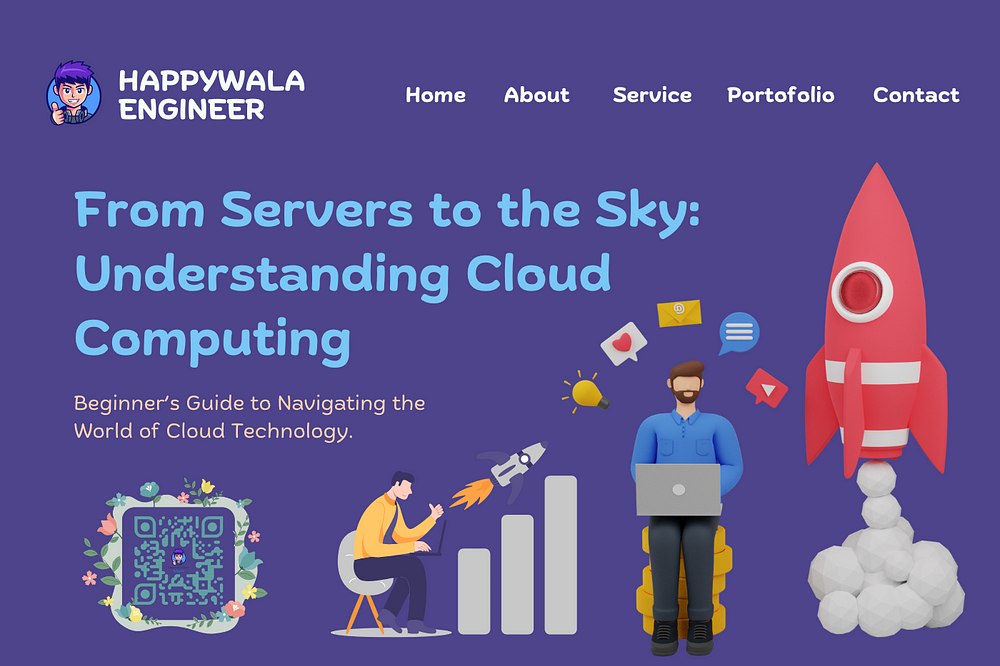 HAPPYWALA
ENGINEER
Home About Service Portofolio Contact
From Servers to the Sky:
Understanding Cloud
Computing
Beginner's Guide to Navigating the
World of Cloud Technology.